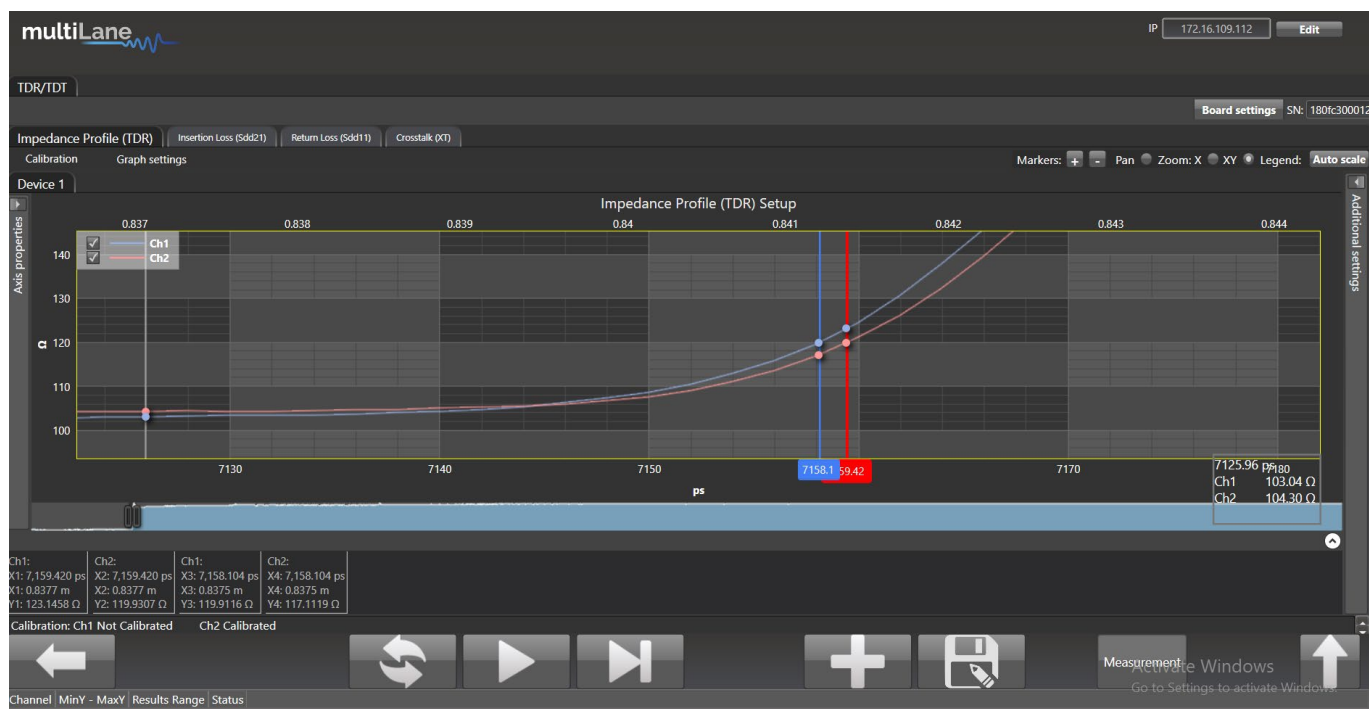 multiLane
IP 172.16.109.112 Edit
TDR/TDT
Board settings SN: 180fc300012
Impedance Profile (TDR) Insertion Loss (Sdd21) Return Loss (Sdd11) Crosstalk (XT)
Calibration Graph settings Markers: + - Pan Zoom: X XY Legend: Auto scale
Device 1
Impedance Profile (TDR) Setup
0.837 0.838 0.839 0.84 0.841 0.842 0.843 0.844
Axis properties
Additional settings
Ch1
Ch2
140
130
Ω 120
110
100
7130 7140 7150 7158.1 59.42 7170 7180
ps
7125.96 ps
Ch1 103.04 Ω
Ch2 104.30 Ω
Ch1: Ch2: Ch1: Ch2:
X1: 7,159.420 ps X2: 7,159.420 ps X3: 7,158.104 ps X4: 7,158.104 ps
X1: 0.8377 m X2: 0.8377 m X3: 0.8375 m X4: 0.8375 m
Y1: 123.1458 Ω Y2: 119.9307 Ω Y3: 119.9116 Ω Y4: 117.1119 Ω
Calibration: Ch1 Not Calibrated Ch2 Calibrated
Measurement
Activate Windows
Go to Settings to activate Windows.
Channel MinY - MaxY Results Range Status